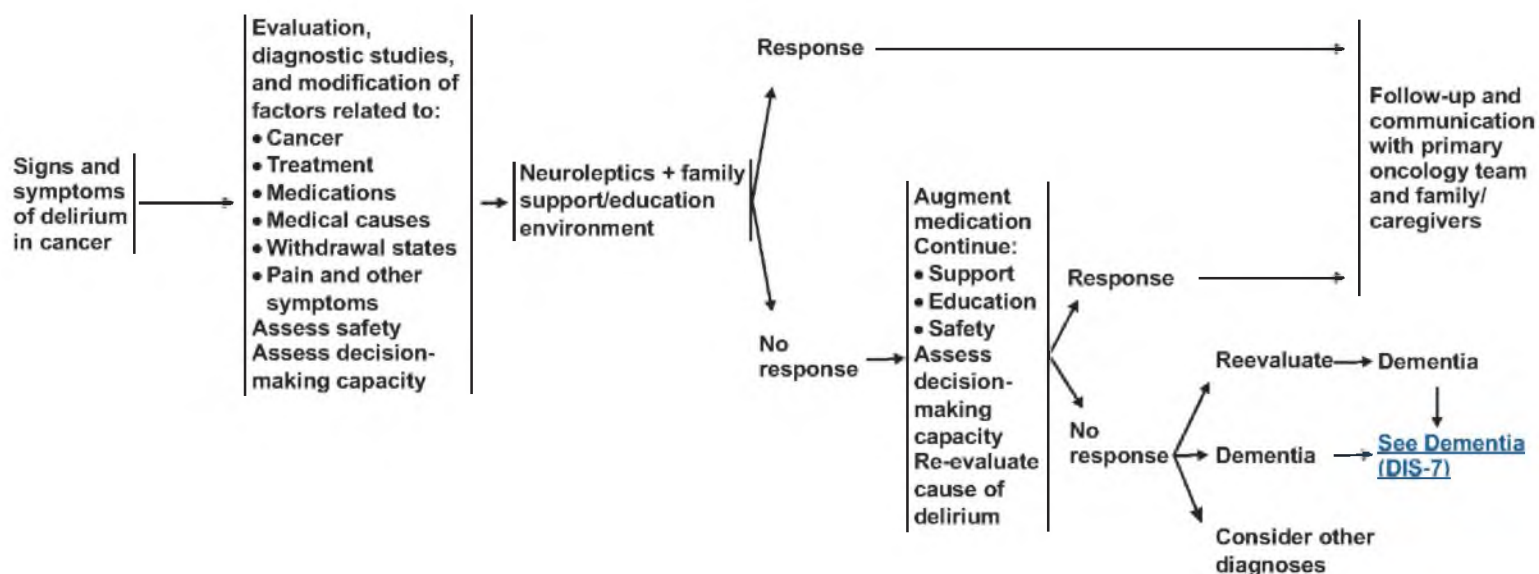 Signs and
symptoms
of delirium
in cancer
Evaluation,
diagnostic studies,
and modification of
factors related to:
• Cancer
• Treatment
• Medications
• Medical causes
• Withdrawal states
• Pain and other
symptoms
Assess safety
Assess decision-
making capacity
Neuroleptics + family
support/education
environment
Response
No
response
Augment
medication
Continue:
• Support
• Education
• Safety
Assess
decision-
making
capacity
Re-evaluate
cause of
delirium
Response
No
response
Follow-up and
communication
with primary
oncology team
and family/
caregivers
Reevaluate
Dementia
Dementia
See Dementia
(DIS-7)
Consider other
diagnoses